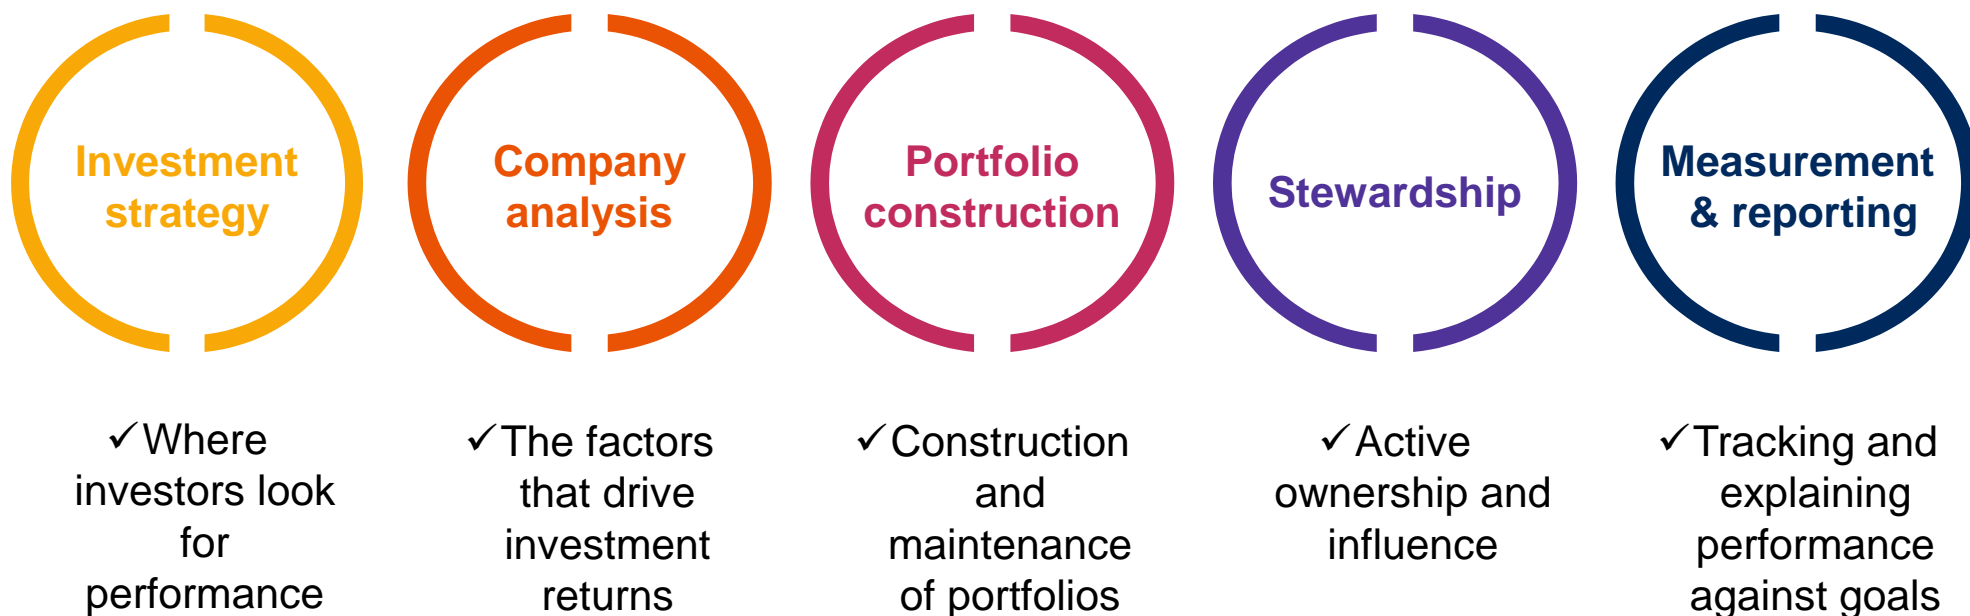 Investment
strategy
Company
analysis
Portfolio
construction
Stewardship
Measurement
& reporting
✓Where
investors look
for
performance
✓The factors
that drive
investment
returns
✓Construction
and
maintenance
of portfolios
✓Active
ownership and
influence
✓Tracking and
explaining
performance
against goals